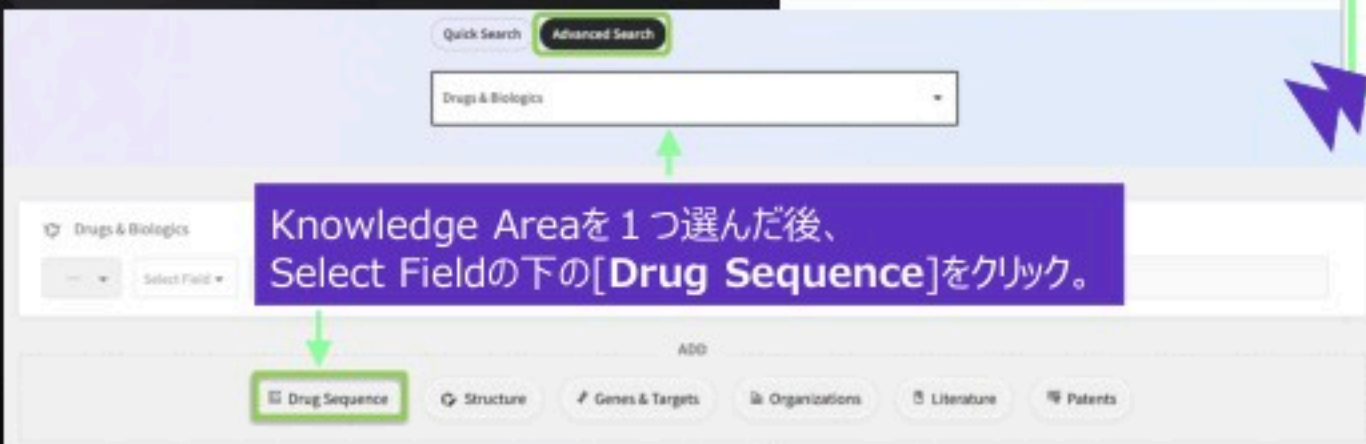 Quick Search Advanced Search
Drugs & Biologics
Knowledge Areaを1つ選んだ後、
Select Fieldの下の[Drug Sequence]をクリック。
Drugs & Biologics
Select Field
ADD
Drug Sequence Structure Genes & Targets Organizations Literature Patents